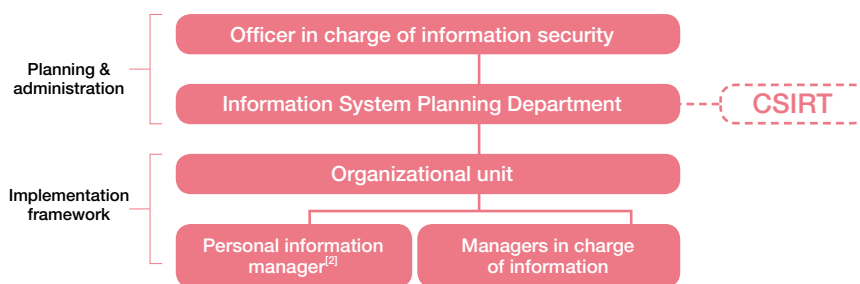 Officer in charge of information security
Planning &
administration
Information System Planning Department
CSIRT
Organizational unit
Implementation
framework
Personal information
manager[2]
Managers in charge
of information